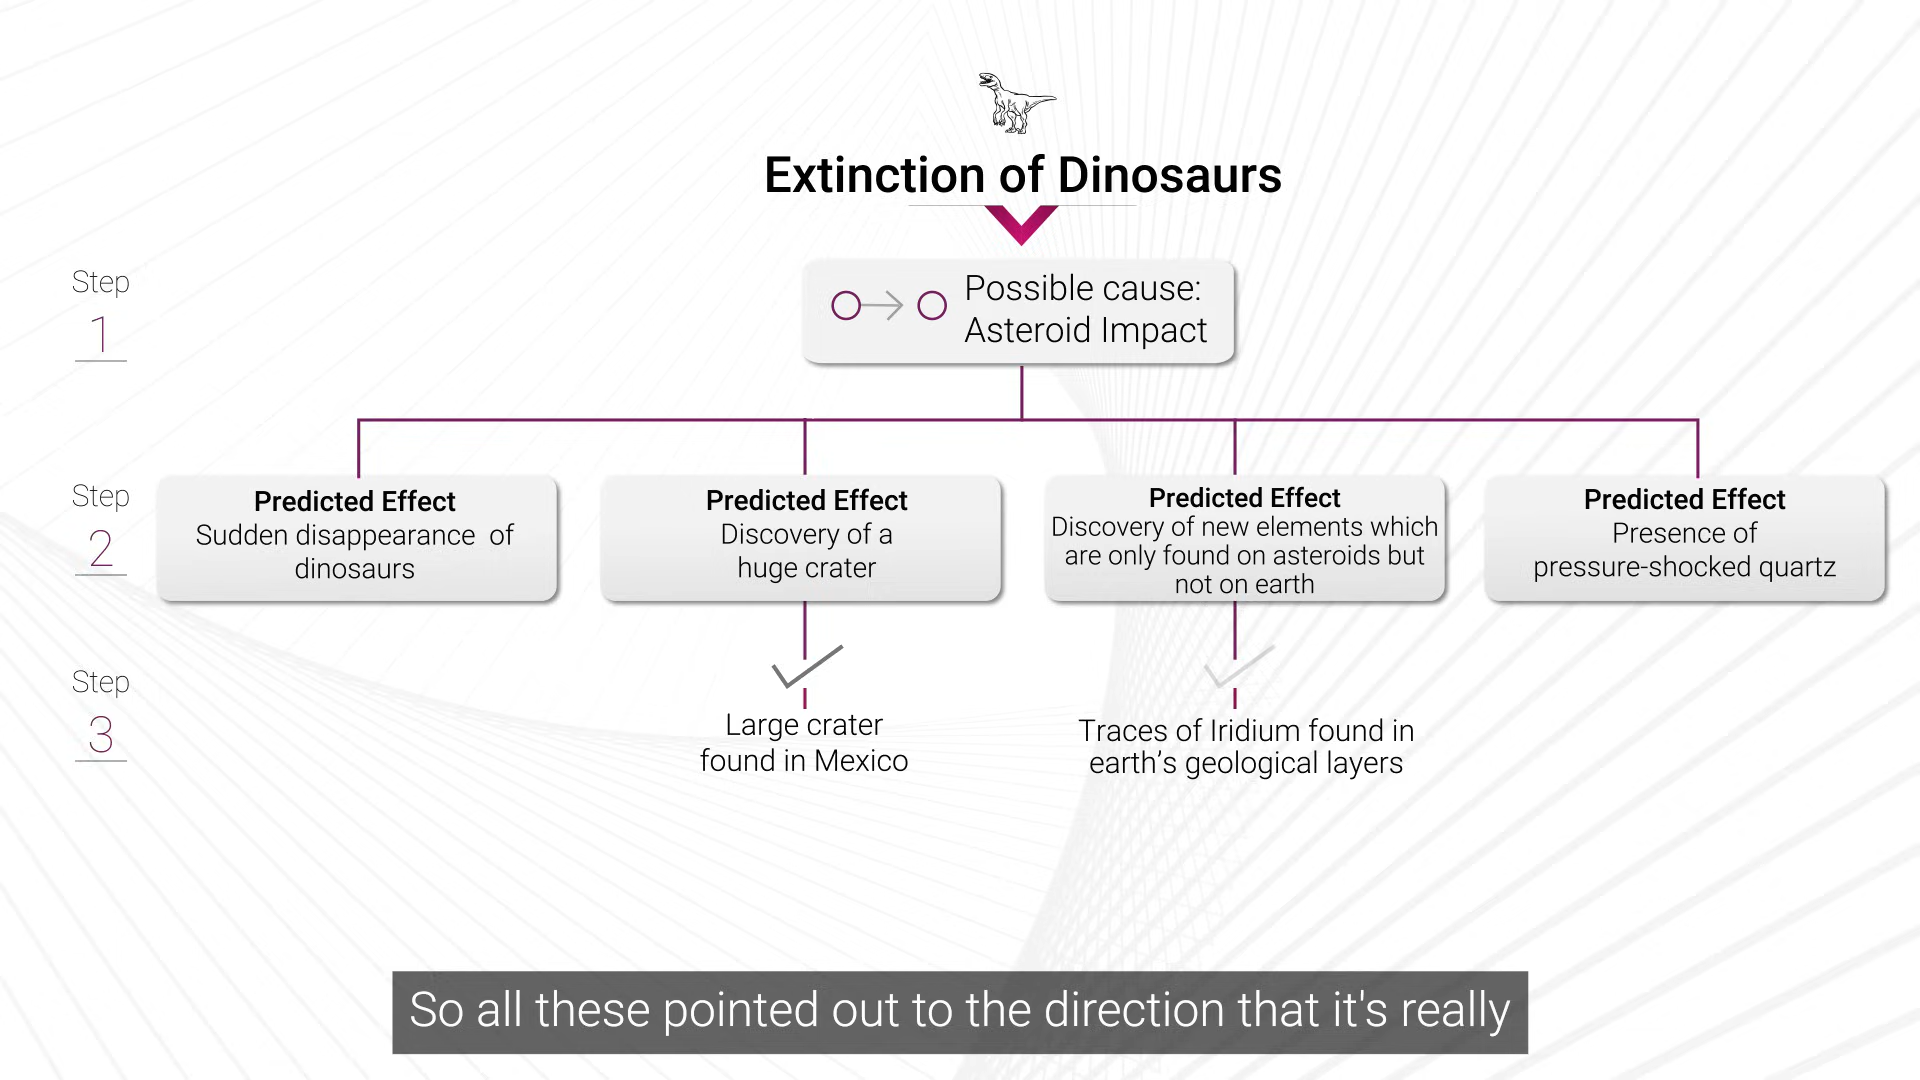 Extinction of Dinosaurs
Step
1
Possible cause:
Asteroid Impact
Step
2
Predicted Effect
Sudden disappearance of
dinosaurs
Predicted Effect
Discovery of a
huge crater
Predicted Effect
Discovery of new elements which
are only found on asteroids but
not on earth
Predicted Effect
Presence of
pressure-shocked quartz
Step
3
Large crater
found in Mexico
Traces of Iridium found in
earth’s geological layers
So all these pointed out to the direction that it's really